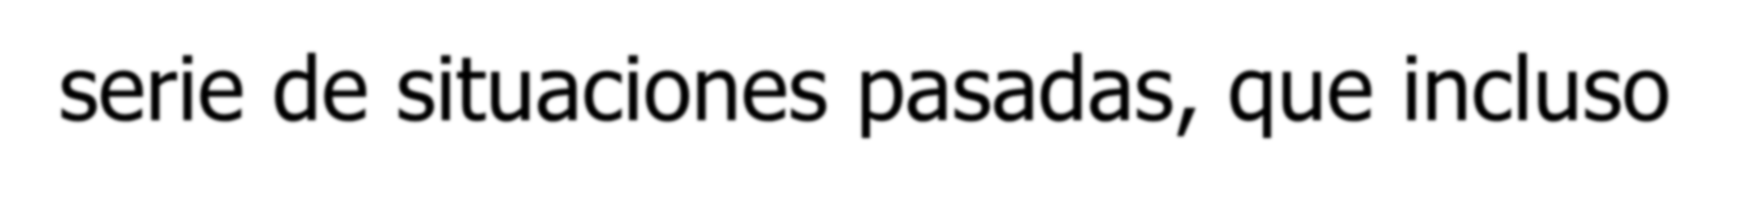 serie de situaciones pasadas, que incluso